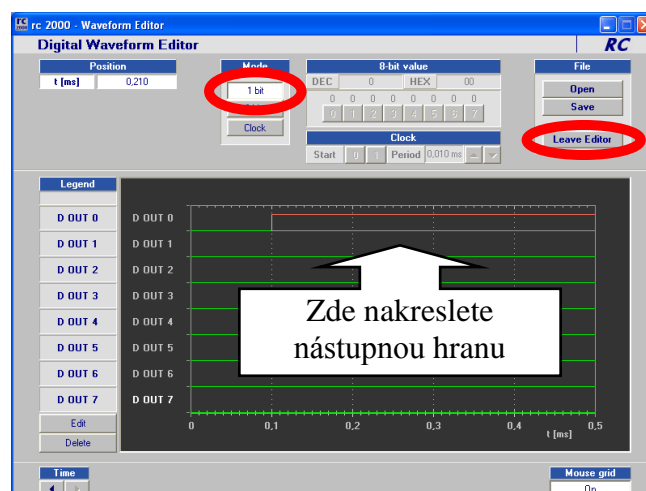 rc 2000 - Waveform Editor
Digital Waveform Editor
RC
Position
t [ms] 0,210
Mode
1 bit
Clock
8-bit value
DEC 0 HEX 00
0 0 0 0 0 0 0 0
0 1 2 3 4 5 6 7
Clock
Start 0 1 Period 0,010 ms
File
Open
Save
Leave Editor
Legend
D OUT 0 D OUT 0
D OUT 1 D OUT 1
D OUT 2 D OUT 2
D OUT 3 D OUT 3
D OUT 4 D OUT 4
D OUT 5 D OUT 5
D OUT 6 D OUT 6
D OUT 7 D OUT 7
Zde nakreslete
nástupnou hranu
Edit
Delete
0 0,1 0,2 0,3 0,4 0,5
t [ms]
Time
Mouse grid
On